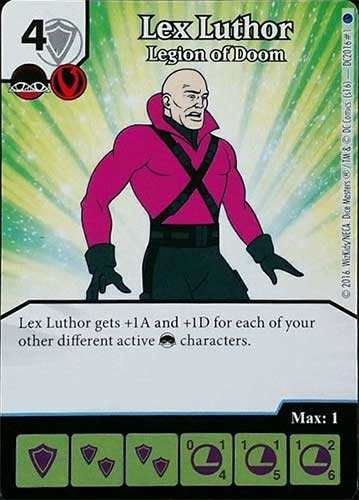 4
Lex Luthor
Legion of Doom
© 2016. WizKids/NECA. Dice Masters ® / TM & © DC Comics (s16) — DC2016 #1
Lex Luthor gets +1A and +1D for each of your
other different active characters.
Max: 1
0 1 4
1 1 5
1 2 6